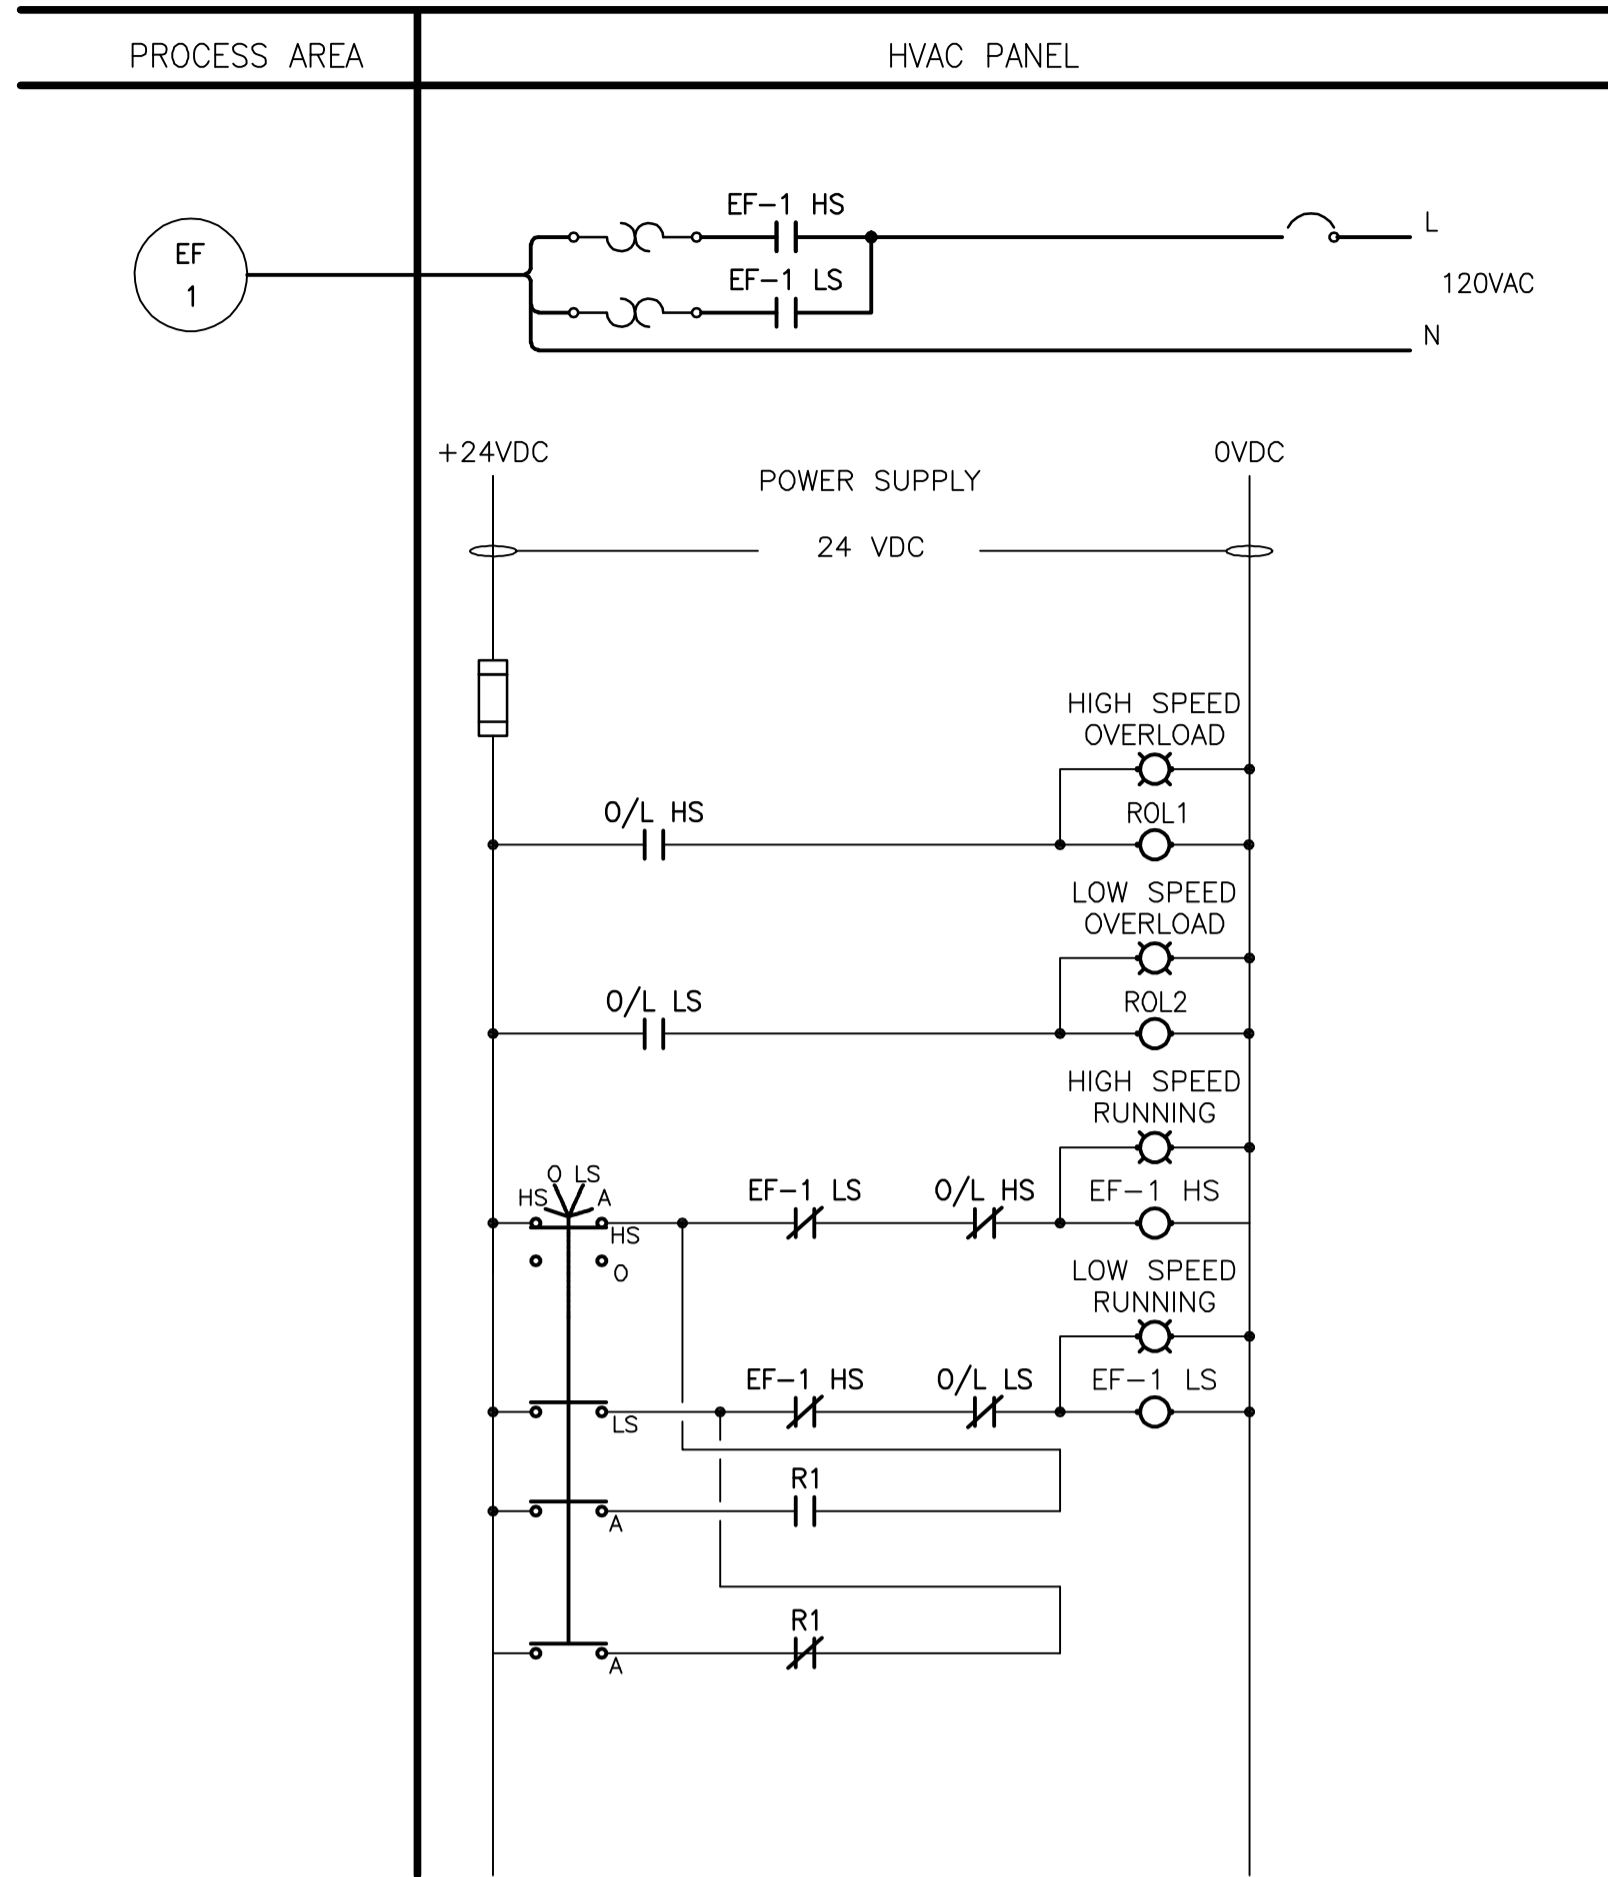 PROCESS AREA
HVAC PANEL
EF-1 HS
L
EF
1
EF-1 LS
120VAC
N
+24VDC
0VDC
POWER SUPPLY
24 VDC
HIGH SPEED
OVERLOAD
O/L HS
ROL1
LOW SPEED
OVERLOAD
O/L LS
ROL2
HIGH SPEED
RUNNING
O LS
HS A
EF-1 LS
O/L HS
EF-1 HS
HS
O
LOW SPEED
RUNNING
EF-1 HS
O/L LS
EF-1 LS
LS
R1
A
R1
A